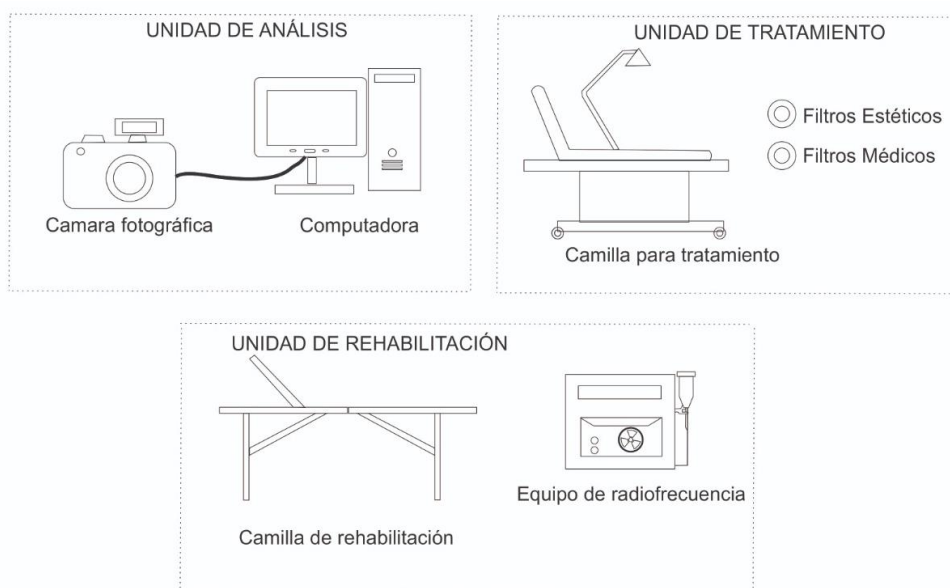 UNIDAD DE ANÁLISIS
Camara fotográfica
Computadora
UNIDAD DE TRATAMIENTO
Filtros Estéticos
Filtros Médicos
Camilla para tratamiento
UNIDAD DE REHABILITACIÓN
Camilla de rehabilitación
Equipo de radiofrecuencia